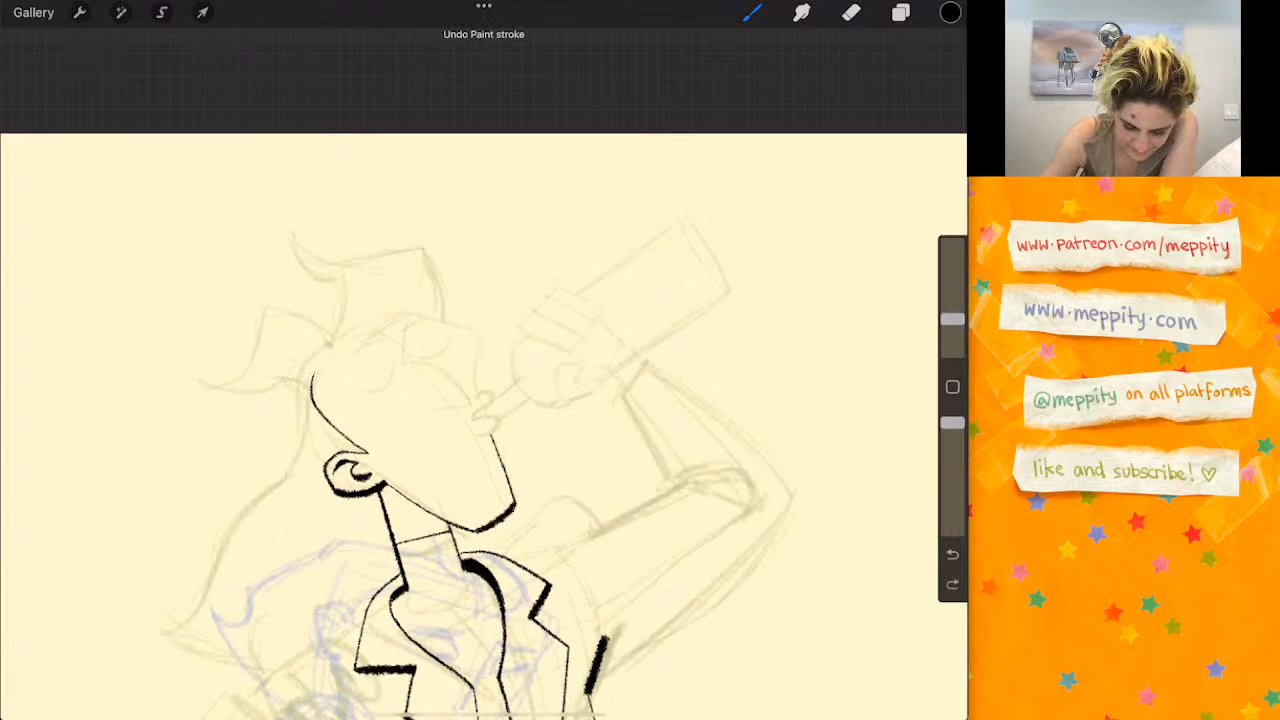 Gallery
Undo Paint stroke
www.patreon.com/meppity
www.meppity.com
@meppity on all platforms
like and subscribe! ♡